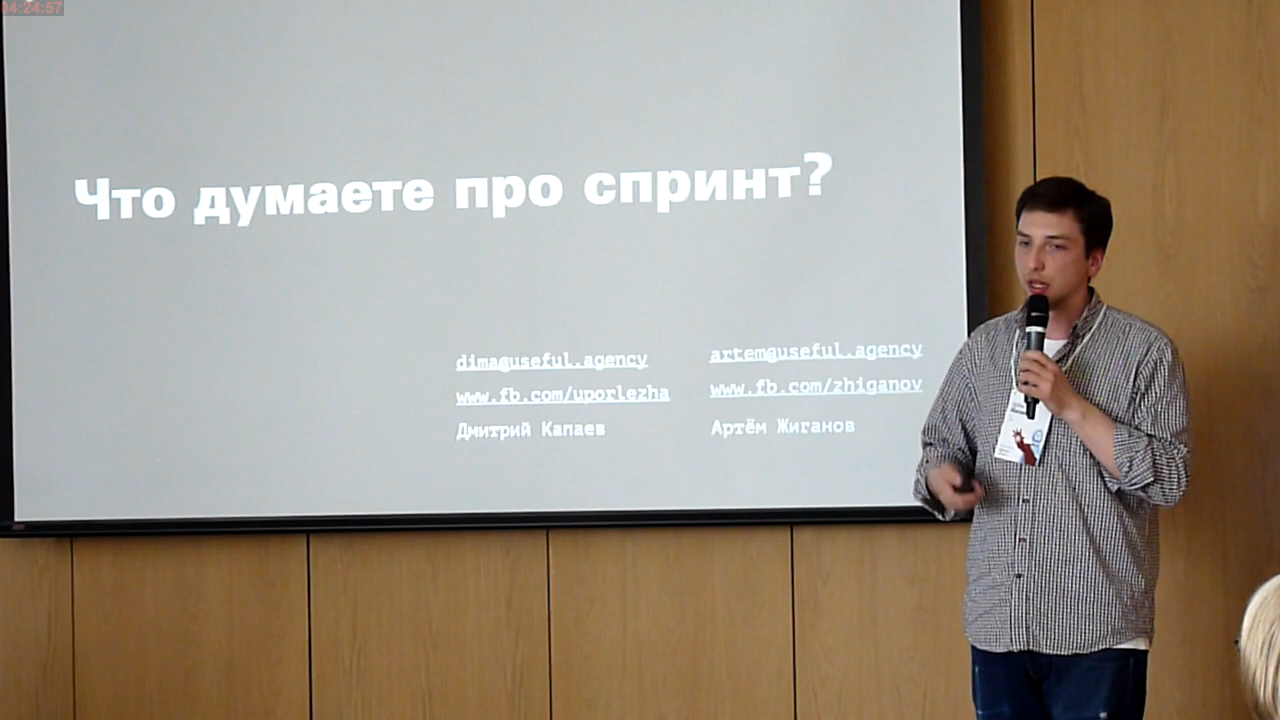 04:24:57
Что думаете про спринт?
dima@useful.agency
www.fb.com/uporlezha
Дмитрий Капаев
artem@useful.agency
www.fb.com/zhiganov
Артём Жиганов